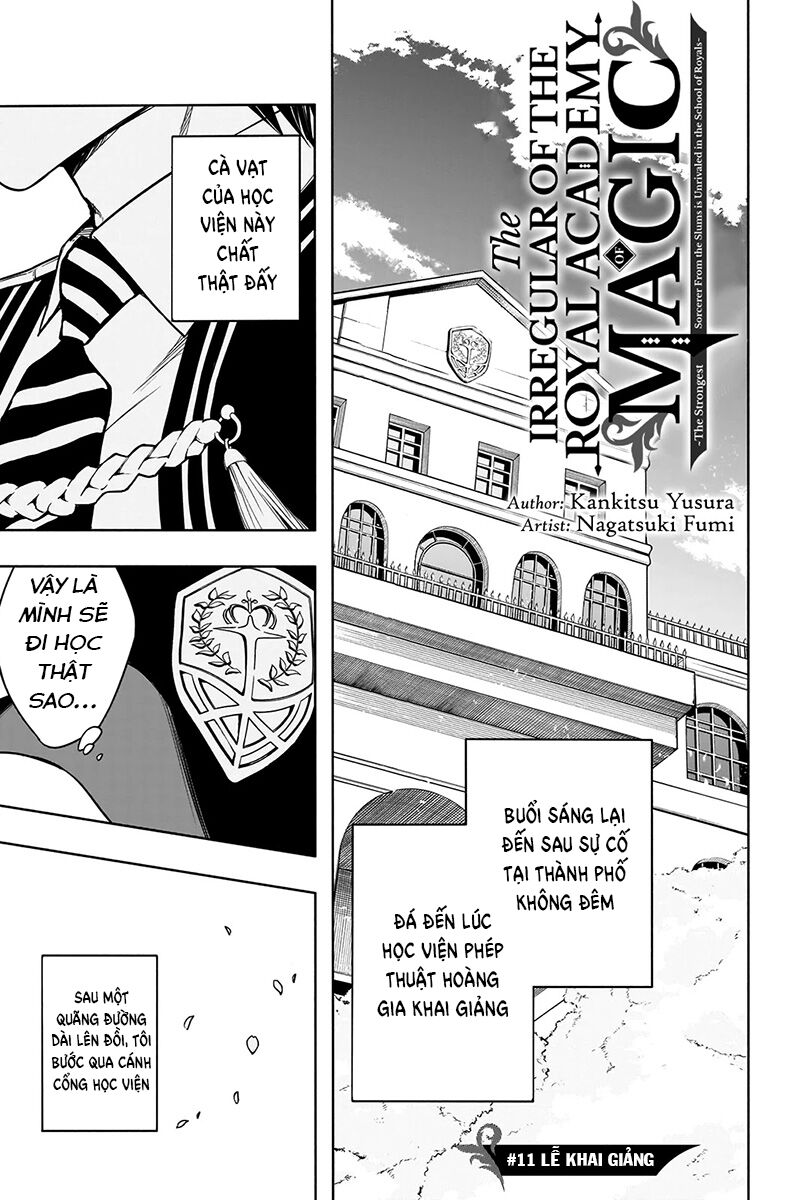 The
IRREGULAR OF THE
ROYAL ACADEMY
OF
MAGIC
~The Strongest Sorcerer From the Slums is Unrivaled in the School of Royals~
Author: Kankitsu Yusura
Artist: Nagatsuki Fumi
BUỔI SÁNG LẠI
ĐẾN SAU SỰ CỐ
TẠI THÀNH PHỐ
KHÔNG ĐÊM
ĐÁ ĐẾN LÚC
HỌC VIỆN PHÉP
THUẬT HOÀNG
GIA KHAI GIẢNG
#11 LỄ KHAI GIẢNG
CÀ VẠT
CỦA HỌC
VIỆN NÀY
CHẤT
THẬT ĐẤY
VẬY LÀ
MÌNH SẼ
ĐI HỌC
THẬT
SAO...
SAU MỘT
QUÃNG ĐƯỜNG
DÀI LÊN ĐỒI, TÔI
BƯỚC QUA CÁNH
CỔNG HỌC VIỆN